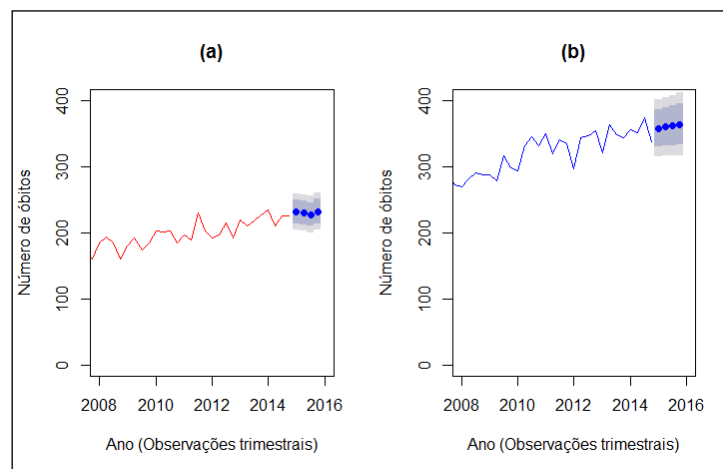 (a)
Número de óbitos
400
300
200
100
0
2008 2010 2012 2014 2016
Ano (Observações trimestrais)
(b)
Número de óbitos
400
300
200
100
0
2008 2010 2012 2014 2016
Ano (Observações trimestrais)